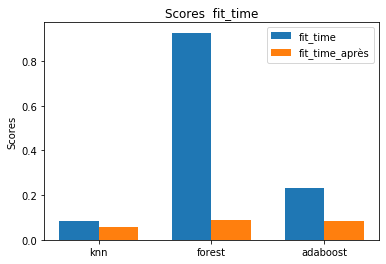 Scores  fit_time
fit_time
fit_time_après
Scores
0.8
0.6
0.4
0.2
0.0
knn
forest
adaboost